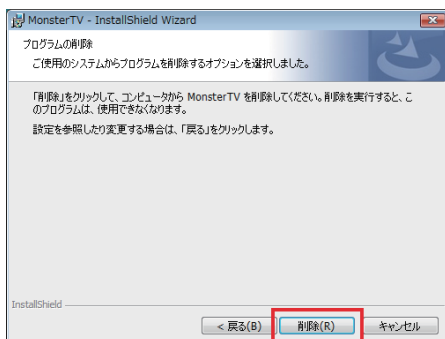 MonsterTV - InstallShield Wizard
プログラムの削除
ご使用のシステムからプログラムを削除するオプションを選択しました。
「削除」をクリックして、コンピュータから MonsterTV を削除してください。削除を実行すると、こ
のプログラムは、使用できなくなります。
設定を参照したり変更する場合は、「戻る」をクリックします。
InstallShield
< 戻る(B)
削除(R)
キャンセル